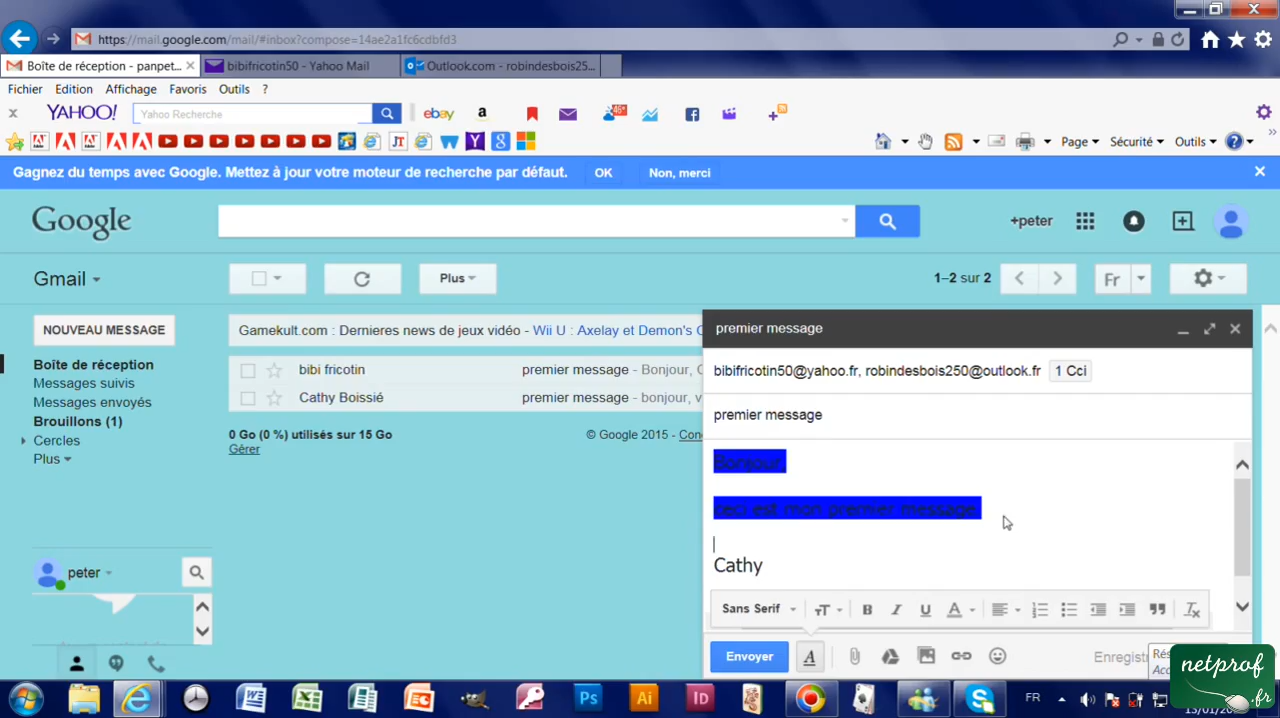 https://mail.google.com/mail/#inbox?compose=14ae2a1fc6cdbfd3
Boîte de réception - panpet... bibifricotin50 - Yahoo Mail Outlook.com - robindesbois25...
Fichier Edition Affichage Favoris Outils ?
YAHOO! Yahoo Recherche ebay a
JT Y 8 Page Sécurité Outils
Gagnez du temps avec Google. Mettez à jour votre moteur de recherche par défaut. OK Non, merci
Google +peter
Gmail Plus 1–2 sur 2 Fr
NOUVEAU MESSAGE
Gamekult.com : Dernieres news de jeux vidéo - Wii U : Axelay et Demon's
Boîte de réception
Messages suivis
Messages envoyés
Brouillons (1)
Cercles
Plus
bibi fricotin premier message - Bonjour,
Cathy Boissié premier message - bonjour, v
0 Go (0 %) utilisés sur 15 Go © Google 2015 -
Gérer
premier message
bibifricotin50@yahoo.fr, robindesbois250@outlook.fr 1 Cci
premier message
Bonjour,
ceci est mon premier message
Cathy
Sans Serif B I U A
Envoyer A
peter
netprof
.fr
Ps Ai ID FR